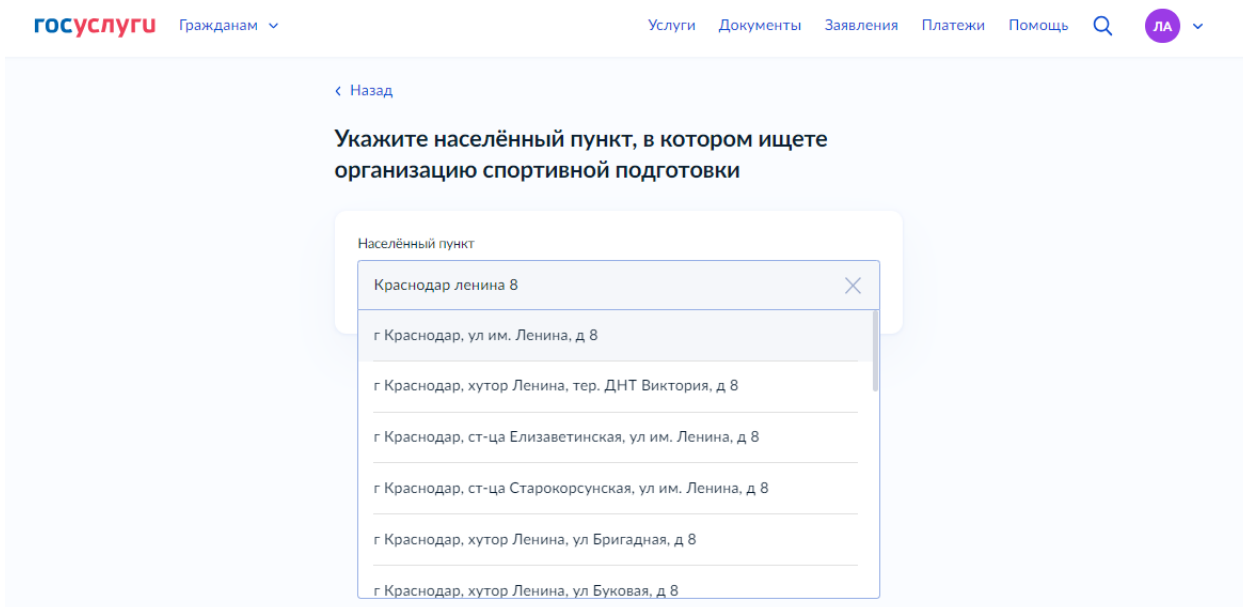 госуслуги Гражданам Услуги Документы Заявления Платежи Помощь ЛА
Назад
Укажите населённый пункт, в котором ищете
организацию спортивной подготовки
Населённый пункт
Краснодар ленина 8
г Краснодар, ул им. Ленина, д 8
г Краснодар, хутор Ленина, тер. ДНТ Виктория, д 8
г Краснодар, ст-ца Елизаветинская, ул им. Ленина, д 8
г Краснодар, ст-ца Старокорсунская, ул им. Ленина, д 8
г Краснодар, хутор Ленина, ул Бригадная, д 8
г Краснодар, хутор Ленина, ул Буковая, д 8